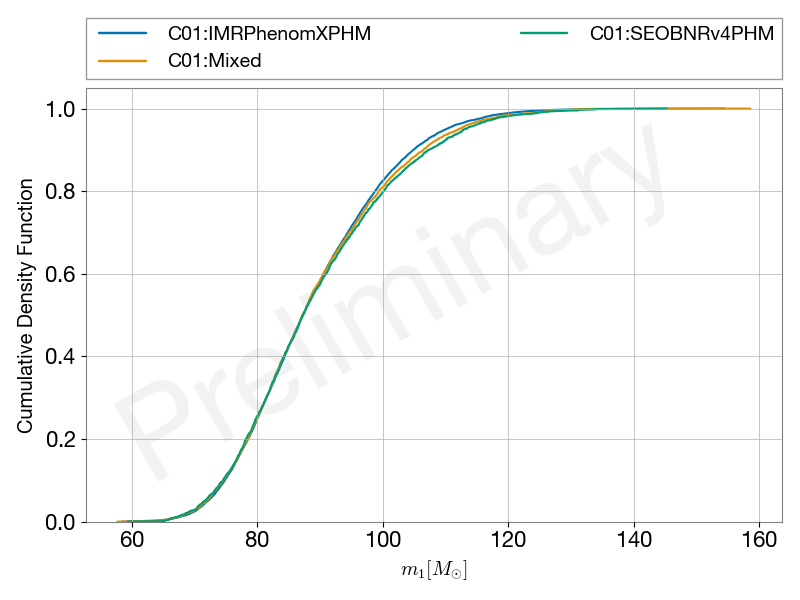 C01:IMRPhenomXPHM
C01:SEOBNRv4PHM
C01:Mixed
Preliminary
Cumulative Density Function
1.0
0.8
0.6
0.4
0.2
0.0
60 80 100 120 140 160
m₁[M☉]